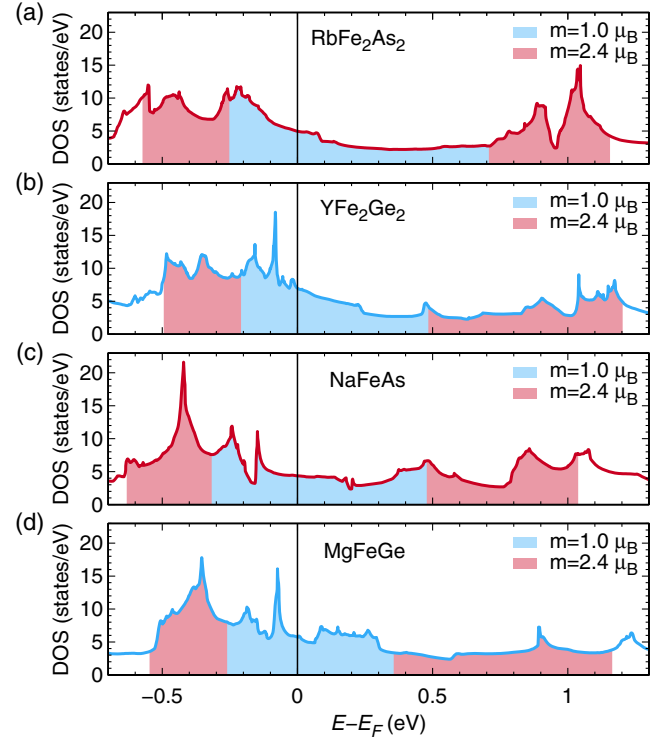 (a)
RbFe₂As₂
m=1.0 μB
m=2.4 μB
DOS (states/eV)
20
15
10
5
0
(b)
YFe₂Ge₂
m=1.0 μB
m=2.4 μB
DOS (states/eV)
20
15
10
5
0
(c)
NaFeAs
m=1.0 μB
m=2.4 μB
DOS (states/eV)
20
15
10
5
0
(d)
MgFeGe
m=1.0 μB
m=2.4 μB
DOS (states/eV)
20
15
10
5
0
−0.5 0 0.5 1
E−EF (eV)